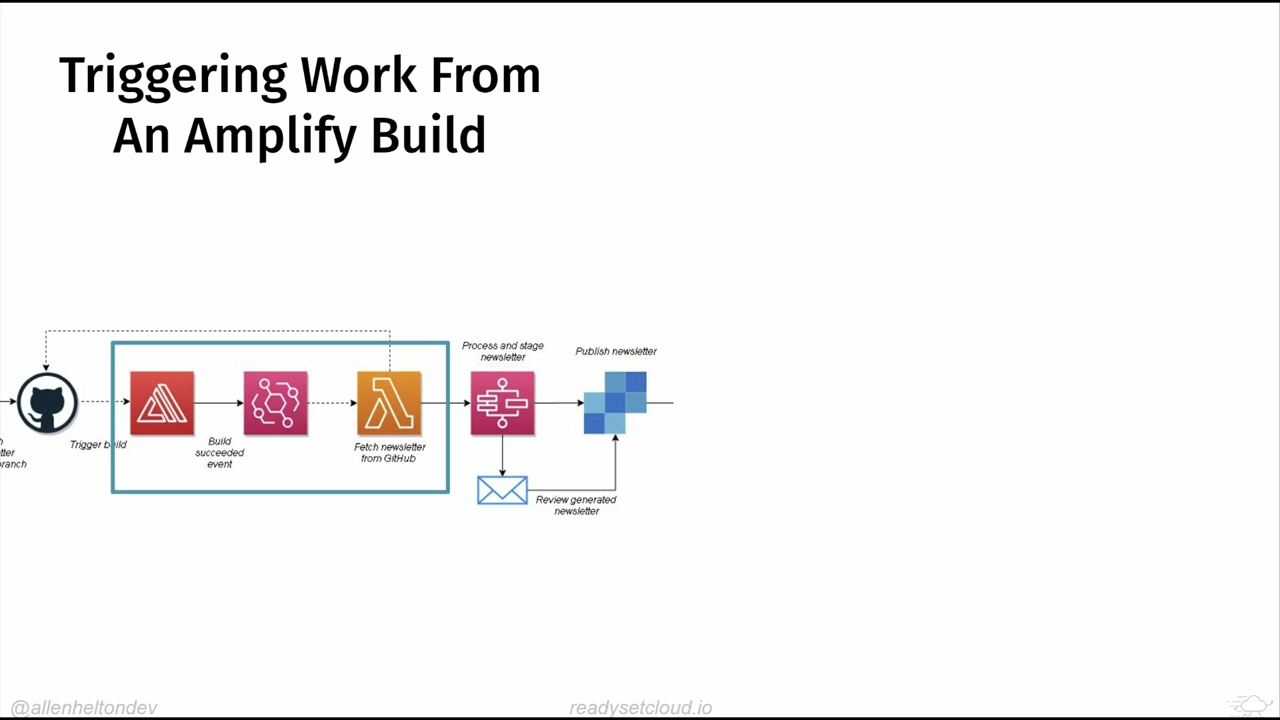 Triggering Work From
An Amplify Build
Process and stage
newsletter
Publish newsletter
Trigger build
Build
succeeded
event
Fetch newsletter
from GitHub
Review generated
newsletter
@allenheltondev
readysetcloud.io